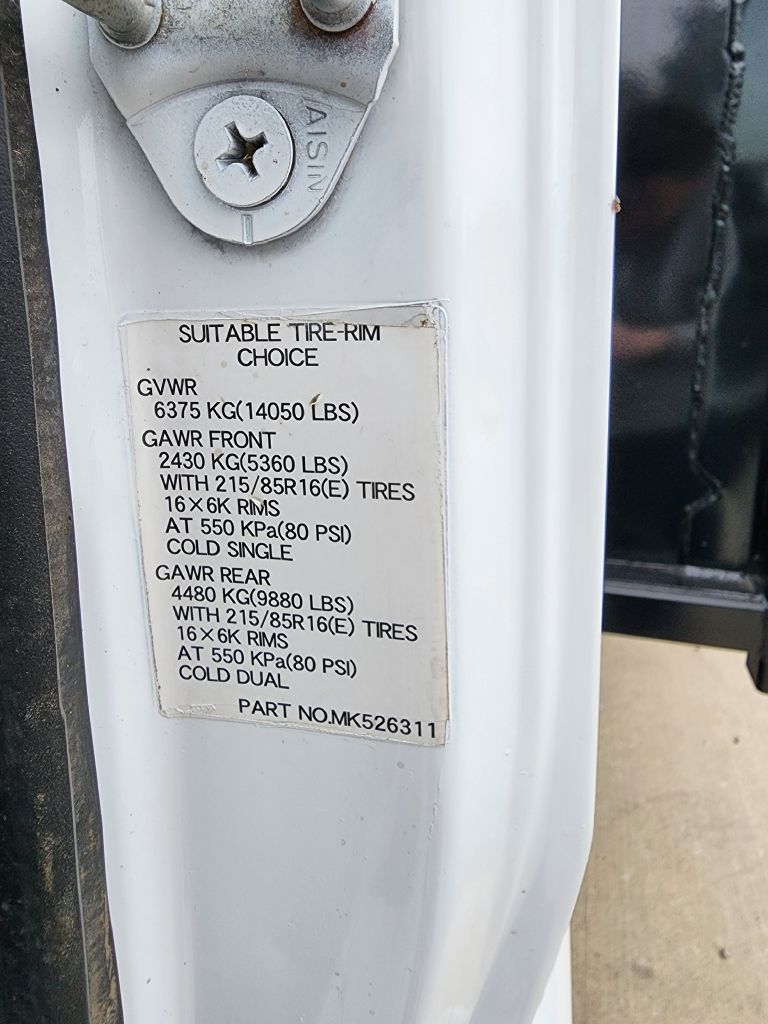 AISIN
SUITABLE TIRE-RIM
CHOICE
GVWR
6375 KG(14050 LBS)
GAWR FRONT
2430 KG(5360 LBS)
WITH 215/85R16(E) TIRES
16×6K RIMS
AT 550 KPa(80 PSI)
COLD SINGLE
GAWR REAR
4480 KG(9880 LBS)
WITH 215/85R16(E) TIRES
16×6K RIMS
AT 550 KPa(80 PSI)
COLD DUAL
PART NO.MK526311